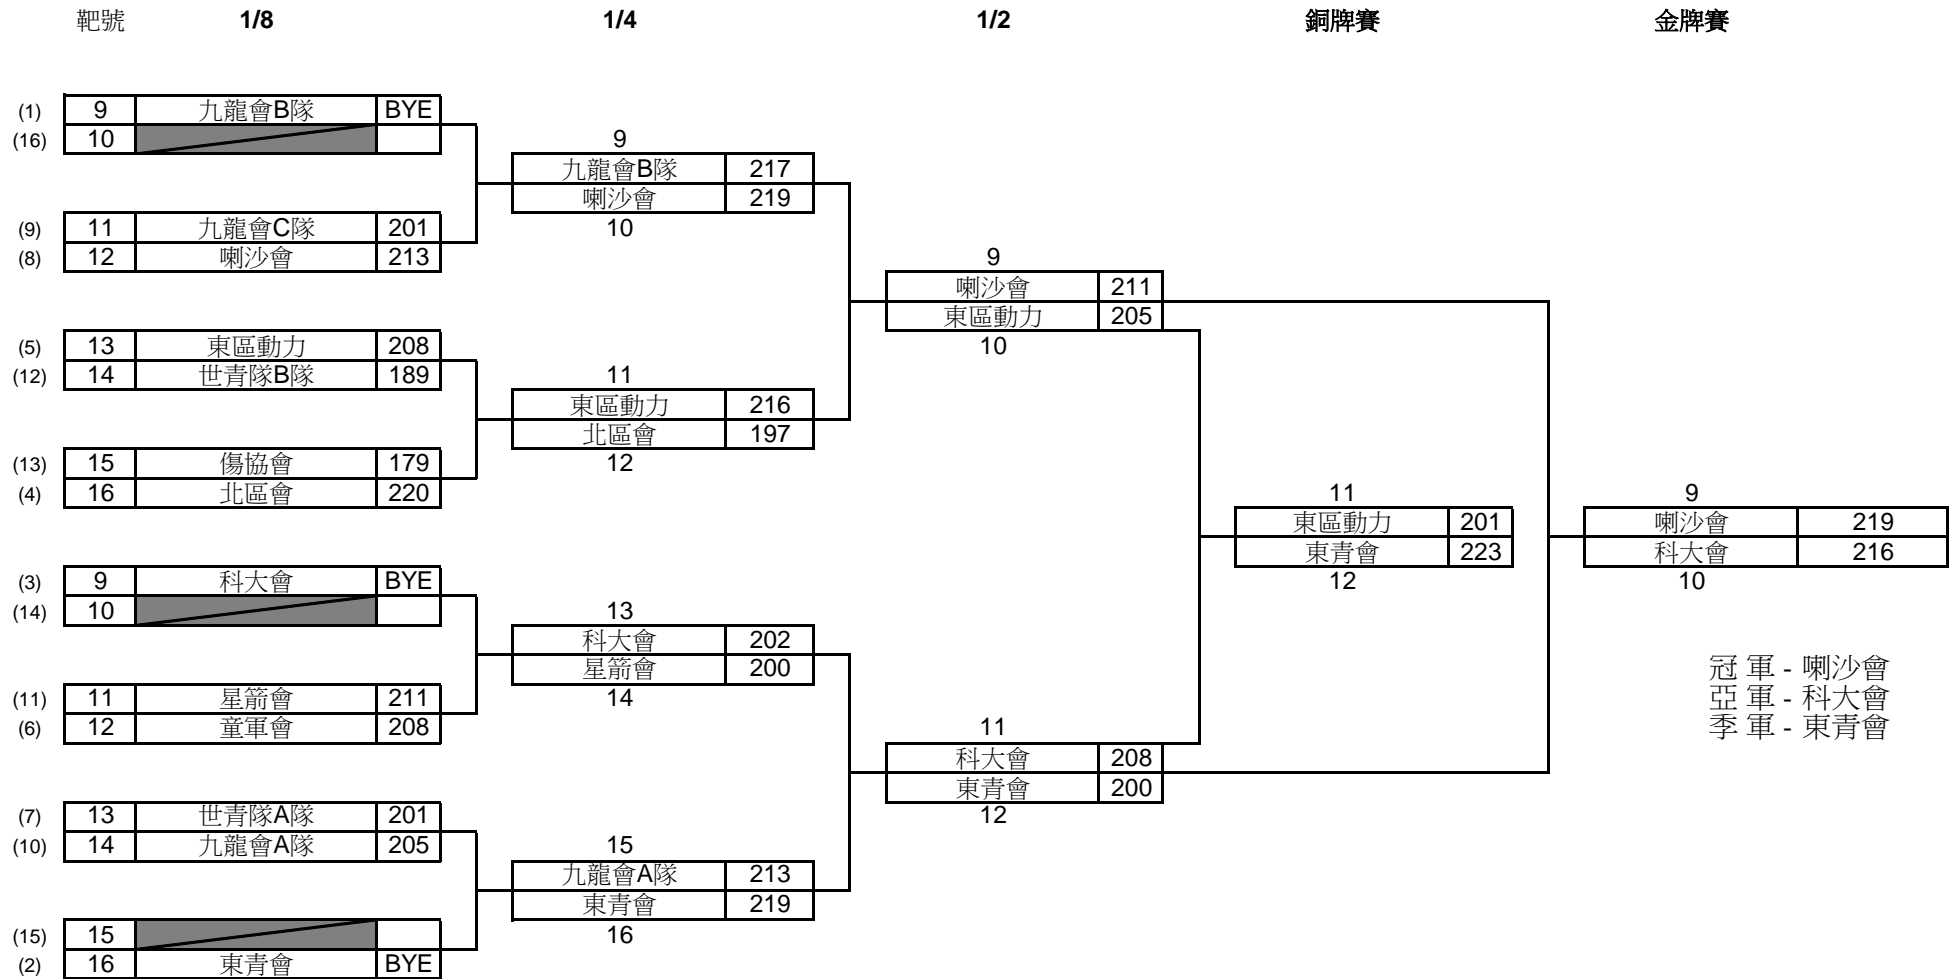 靶號 1/8 1/4 1/2 銅牌賽 金牌賽
(1) 9 九龍會B隊 BYE
(16) 10 9
九龍會B隊 217
喇沙會 219
(9) 11 九龍會C隊 201 10
(8) 12 喇沙會 213 9
喇沙會 211
東區動力 205
(5) 13 東區動力 208 10
(12) 14 世青隊B隊 189 11
東區動力 216
北區會 197
(13) 15 傷協會 179 12
(4) 16 北區會 220 11 9
東區動力 201 喇沙會 219
東青會 223 科大會 216
(3) 9 科大會 BYE 12 10
(14) 10 13
科大會 202
星箭會 200 冠 軍 - 喇沙會
(11) 11 星箭會 211 14 亞 軍 - 科大會
(6) 12 童軍會 208 11 季 軍 - 東青會
科大會 208
東青會 200
(7) 13 世青隊A隊 201 12
(10) 14 九龍會A隊 205 15
九龍會A隊 213
東青會 219
(15) 15 16
(2) 16 東青會 BYE